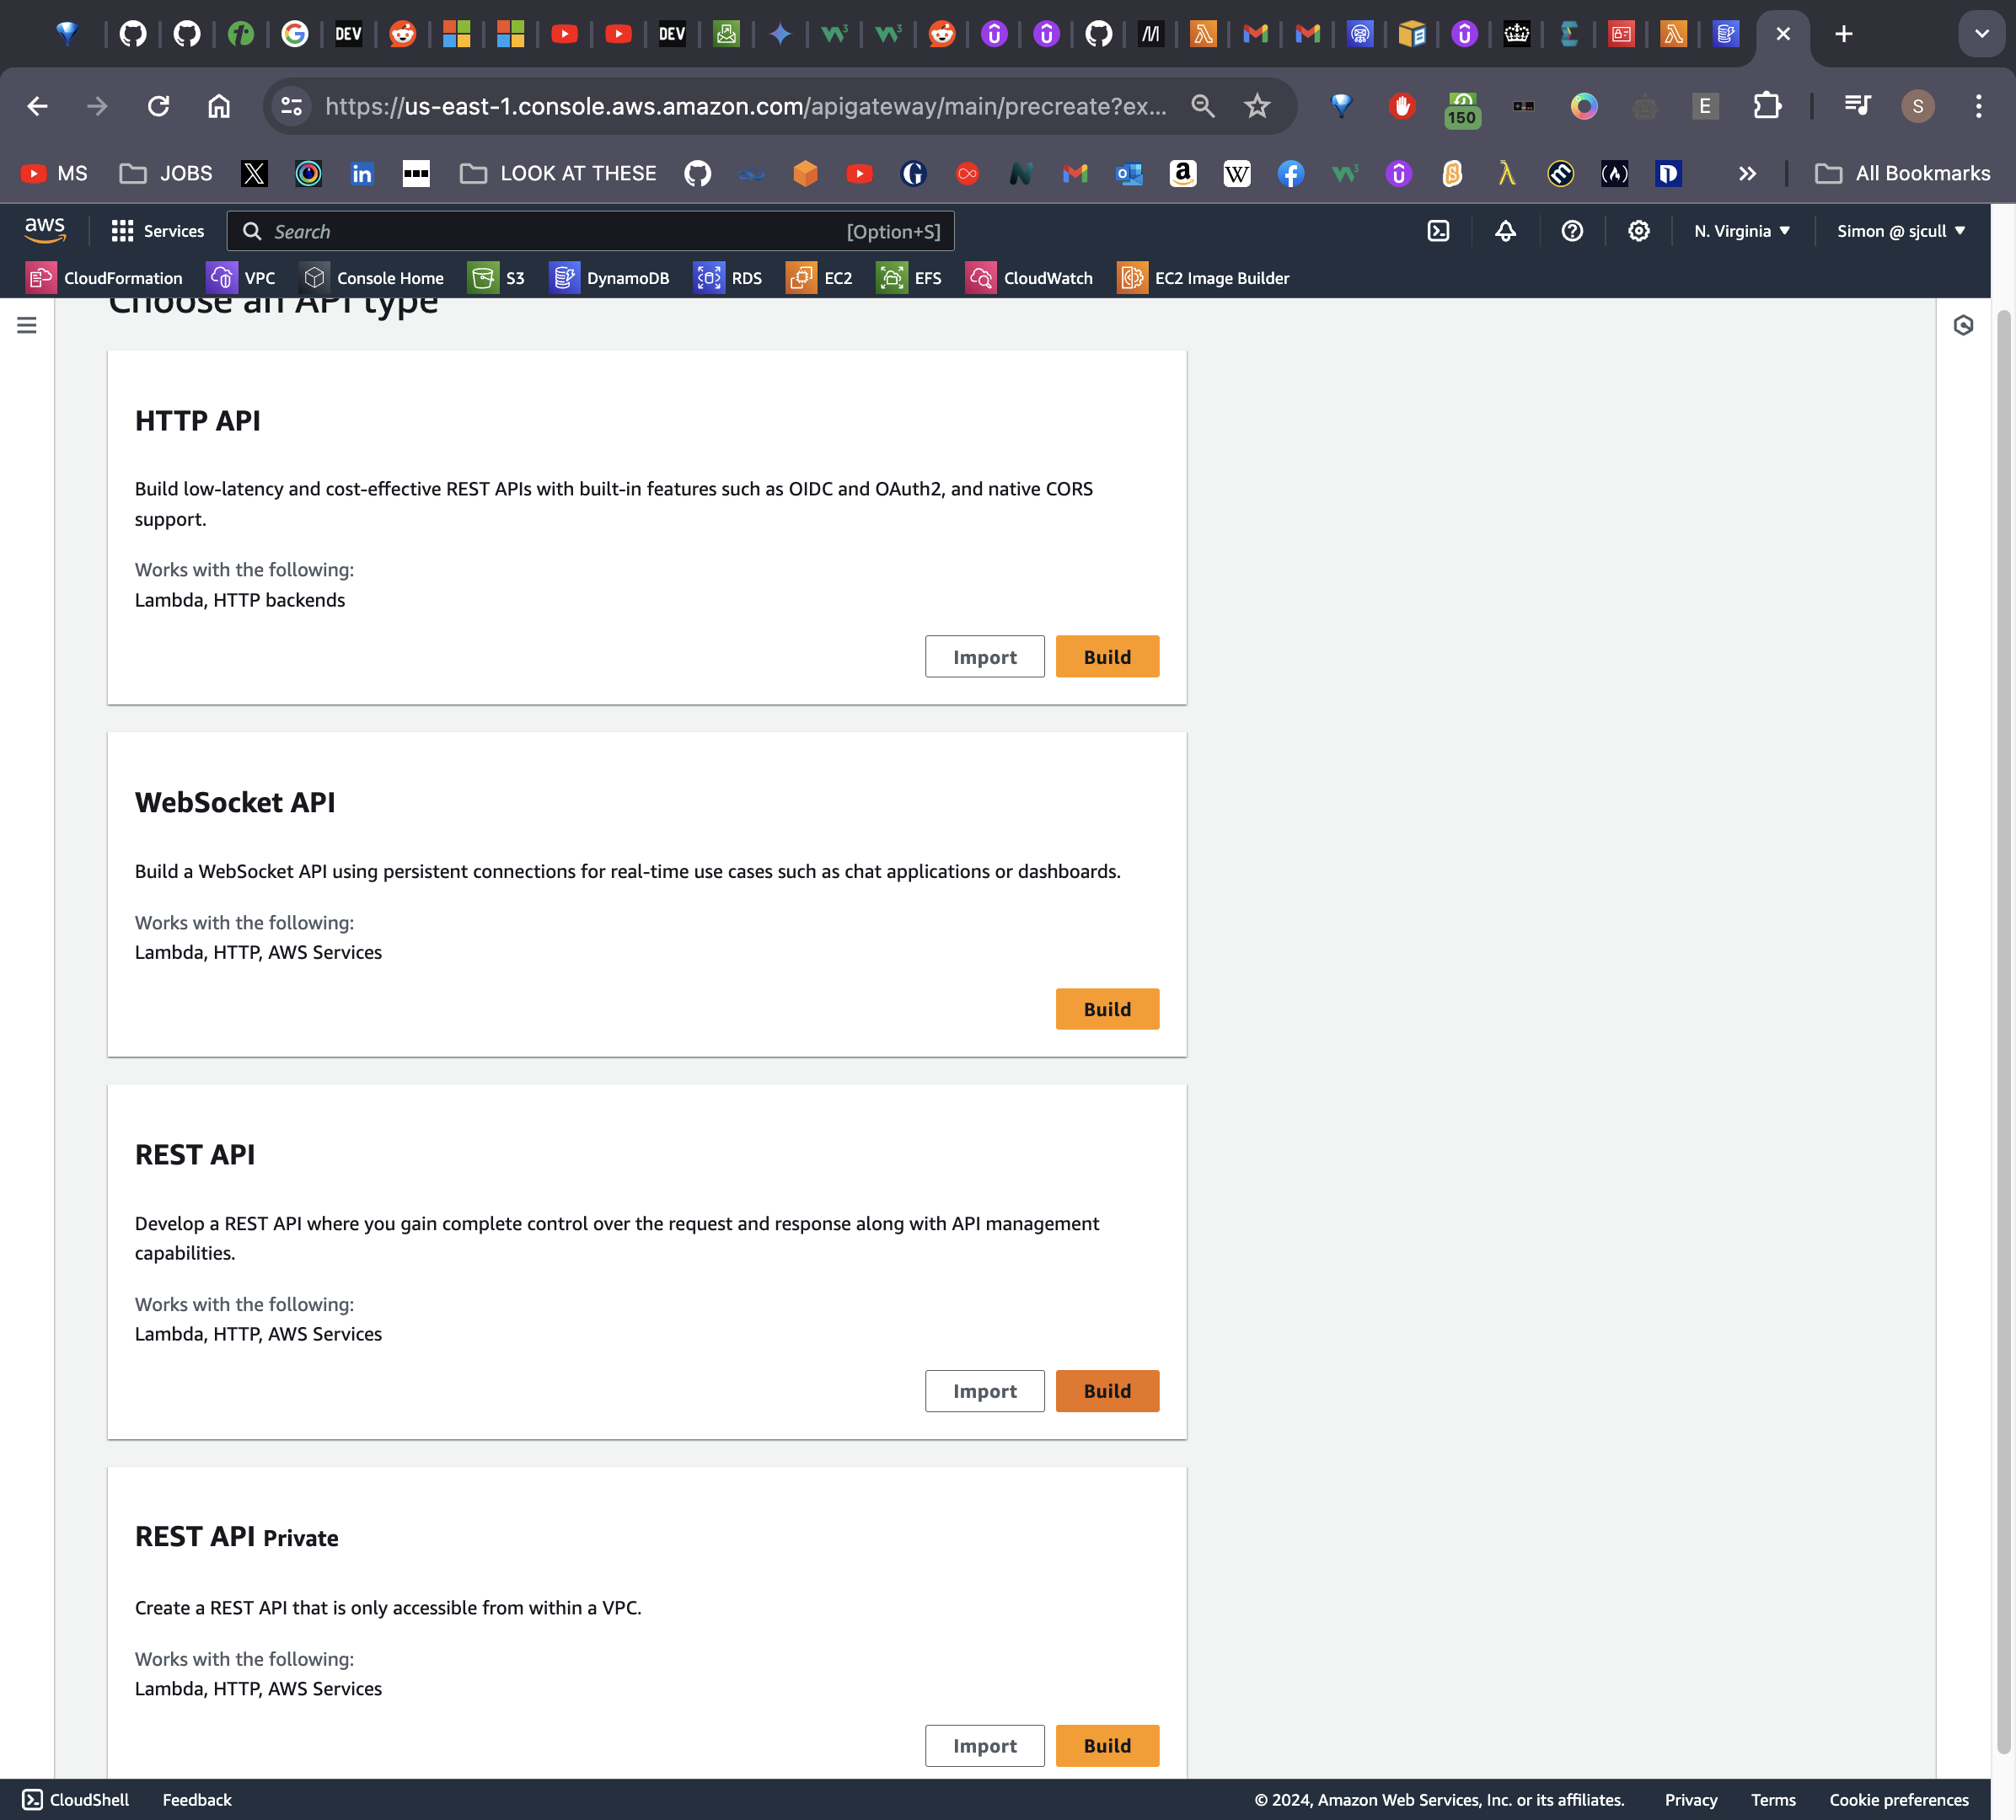 DEV
DEV
https://us-east-1.console.aws.amazon.com/apigateway/main/precreate?ex...
150
E
S
MS
JOBS
LOOK AT THESE
All Bookmarks
aws
Services
Search
[Option+S]
N. Virginia
Simon @ sjcull
CloudFormation
VPC
Console Home
S3
DynamoDB
RDS
EC2
EFS
CloudWatch
EC2 Image Builder
Choose an API type
HTTP API
Build low-latency and cost-effective REST APIs with built-in features such as OIDC and OAuth2, and native CORS
support.
Works with the following:
Lambda, HTTP backends
Import
Build
WebSocket API
Build a WebSocket API using persistent connections for real-time use cases such as chat applications or dashboards.
Works with the following:
Lambda, HTTP, AWS Services
Build
REST API
Develop a REST API where you gain complete control over the request and response along with API management
capabilities.
Works with the following:
Lambda, HTTP, AWS Services
Import
Build
REST API Private
Create a REST API that is only accessible from within a VPC.
Works with the following:
Lambda, HTTP, AWS Services
Import
Build
CloudShell
Feedback
© 2024, Amazon Web Services, Inc. or its affiliates.
Privacy
Terms
Cookie preferences